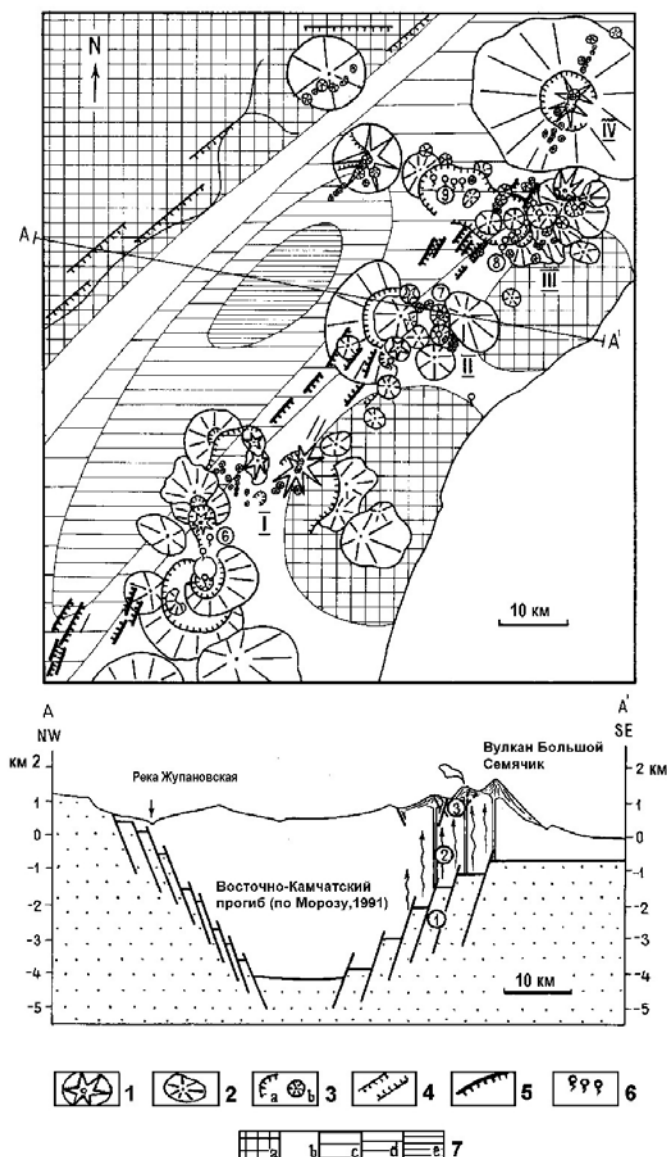 N
IV
9
8
III
A
7
A'
II
I
6
10 км
A
NW
A'
SE
км 2
1
0
-1
-2
-3
-4
-5
2 км
1
0
-1
-2
-3
-4
-5
Река Жупановская
Вулкан Большой
Семячик
3
2
1
Восточно-Камчатский
прогиб (по Морозу,1991)
10 км
1
2
a b 3
4
5
6
a b c d e 7